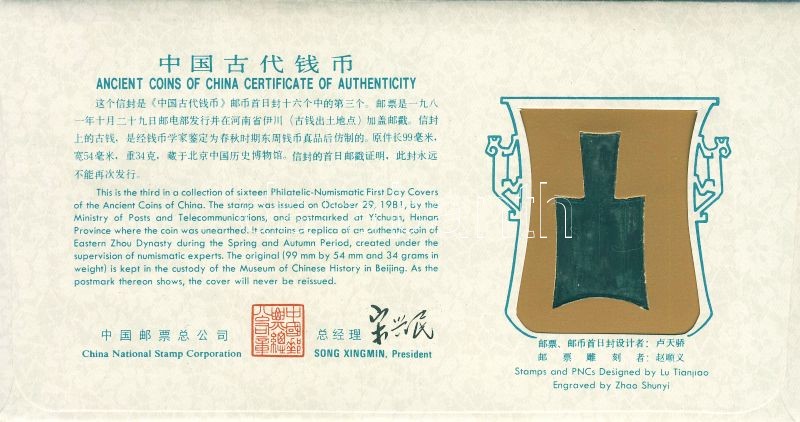 中国古代钱币
ANCIENT COINS OF CHINA CERTIFICATE OF AUTHENTICITY
这个信封是《中国古代钱币》邮币首日封十六个中的第三个。邮票是一九八
一年十月二十九日邮电部发行并在河南省伊川（古钱出土地点）加盖邮戳。信封
上的古钱，是经钱币学家鉴定为春秋时期东周钱币真品后仿制的。原件长99毫米，
宽54毫米，重34克，藏于北京中国历史博物馆。信封的首日邮戳证明，此封永远
不能再次发行。
This is the third in a collection of sixteen Philatelic-Numismatic First Day Covers
of the Ancient Coins of China. The stamp was issued on October 29, 1981, by the
Ministry of Posts and Telecommunications, and postmarked at Yichuan, Henan
Province where the coin was unearthed. It contains a replica of an authentic coin of
Eastern Zhou Dynasty during the Spring and Autumn Period, created under the
supervision of numismatic experts. The original (99 mm by 54 mm and 34 grams in
weight) is kept in the custody of the Museum of Chinese History in Beijing. As the
postmark thereon shows, the cover will never be reissued.
中国邮票总公司
China National Stamp Corporation
总经理 宋兴民
SONG XINGMIN, President
邮票、邮币首日封设计者：卢天骄
邮票雕刻者：赵顺义
Stamps and PNCs Designed by Lu Tianjiao
Engraved by Zhao Shunyi